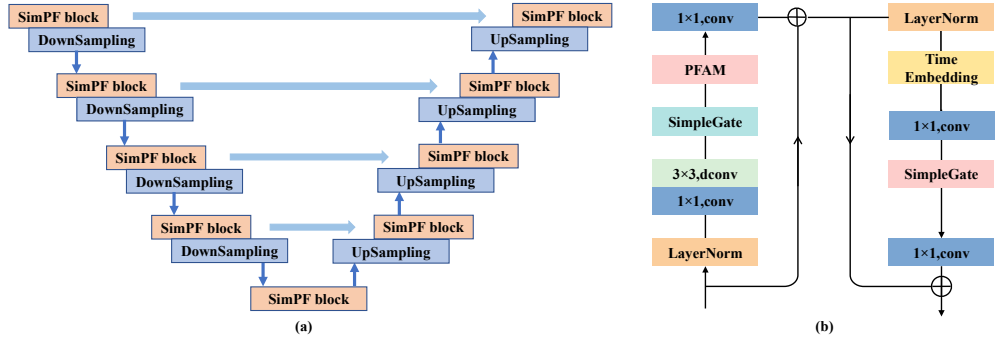 SimPF block
SimPF block
DownSampling
UpSampling
SimPF block
SimPF block
DownSampling
UpSampling
SimPF block
SimPF block
DownSampling
UpSampling
SimPF block
SimPF block
DownSampling
UpSampling
SimPF block
(a)
1×1,conv
PFAM
SimpleGate
3×3,dconv
1×1,conv
LayerNorm
LayerNorm
Time
Embedding
1×1,conv
SimpleGate
1×1,conv
(b)